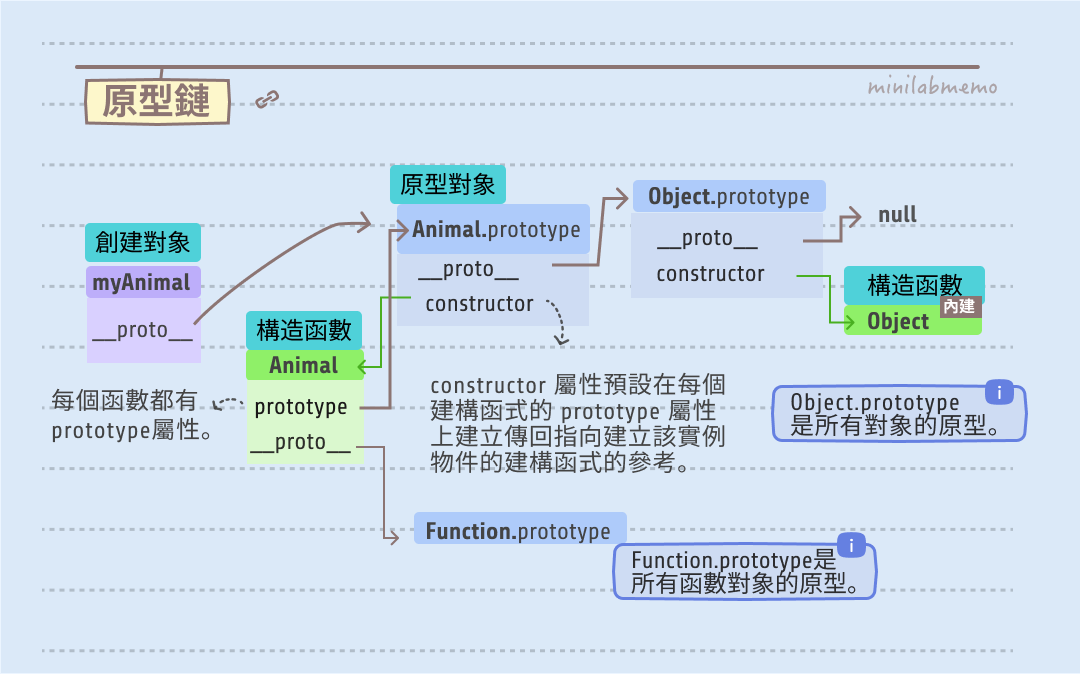 原型鏈
minilabmemo
創建對象
myAnimal
__proto__
每個函數都有
prototype屬性。
構造函數
Animal
prototype
__proto__
原型對象
Animal.prototype
__proto__
constructor
constructor 屬性預設在每個
建構函式的 prototype 屬性
上建立傳回指向建立該實例
物件的建構函式的參考。
Object.prototype
__proto__
constructor
null
構造函數
內建
Object
i
Object.prototype
是所有對象的原型。
Function.prototype
i
Function.prototype是
所有函數對象的原型。